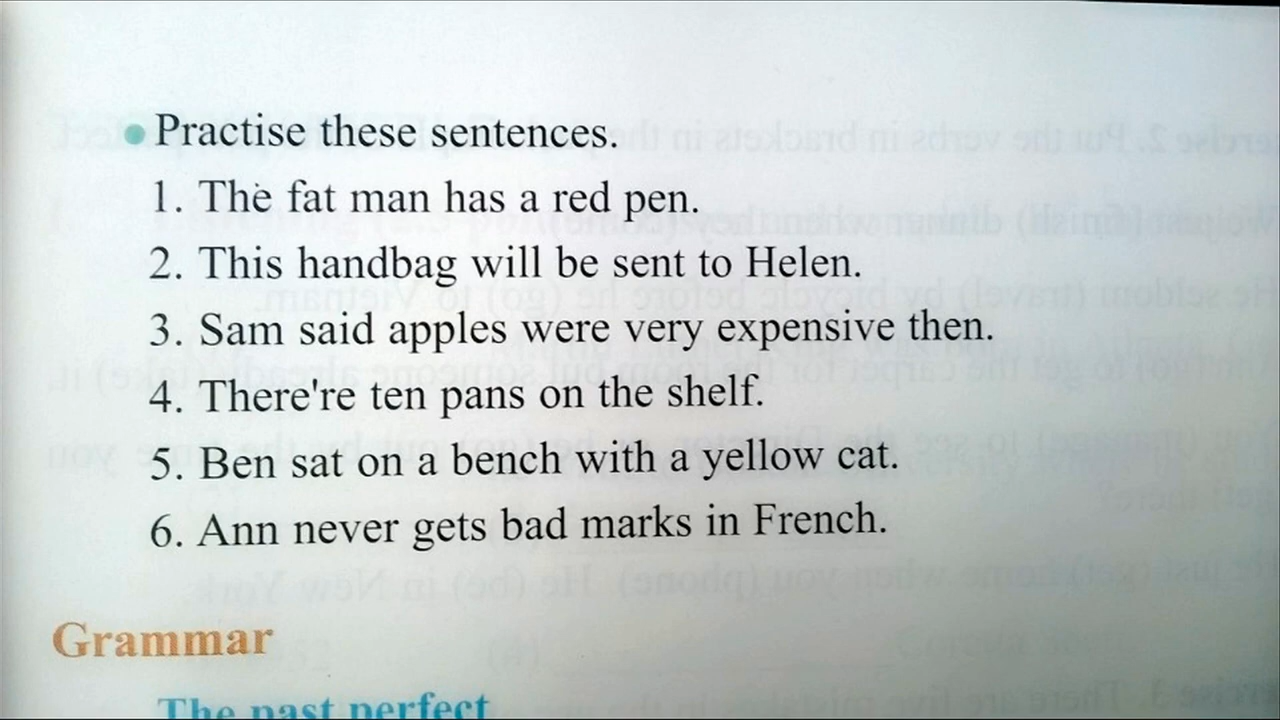 Practise these sentences.
1. The fat man has a red pen.
2. This handbag will be sent to Helen.
3. Sam said apples were very expensive then.
4. There're ten pans on the shelf.
5. Ben sat on a bench with a yellow cat.
6. Ann never gets bad marks in French.
Grammar
The past perfect